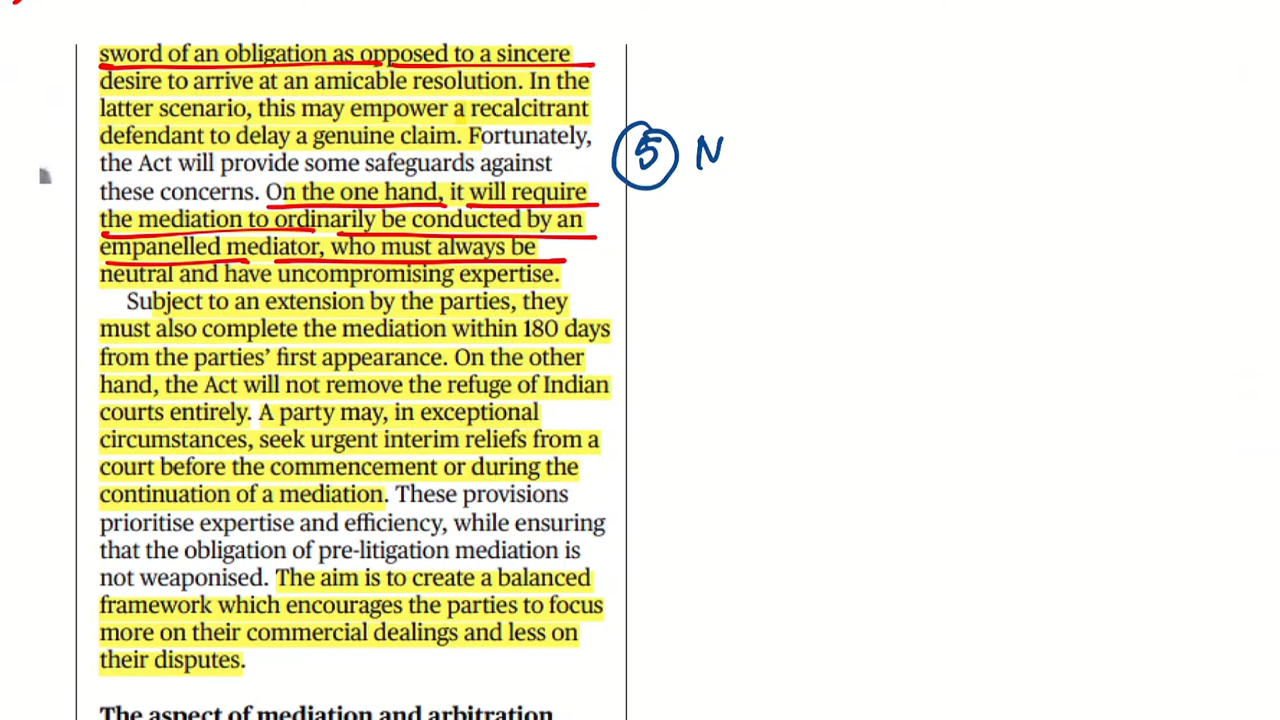 sword of an obligation as opposed to a sincere
desire to arrive at an amicable resolution. In the
latter scenario, this may empower a recalcitrant
defendant to delay a genuine claim. Fortunately,
the Act will provide some safeguards against
these concerns. On the one hand, it will require
the mediation to ordinarily be conducted by an
empanelled mediator, who must always be
neutral and have uncompromising expertise.
Subject to an extension by the parties, they
must also complete the mediation within 180 days
from the parties’ first appearance. On the other
hand, the Act will not remove the refuge of Indian
courts entirely. A party may, in exceptional
circumstances, seek urgent interim reliefs from a
court before the commencement or during the
continuation of a mediation. These provisions
prioritise expertise and efficiency, while ensuring
that the obligation of pre-litigation mediation is
not weaponised. The aim is to create a balanced
framework which encourages the parties to focus
more on their commercial dealings and less on
their disputes.
The aspect of mediation and arbitration
5 N